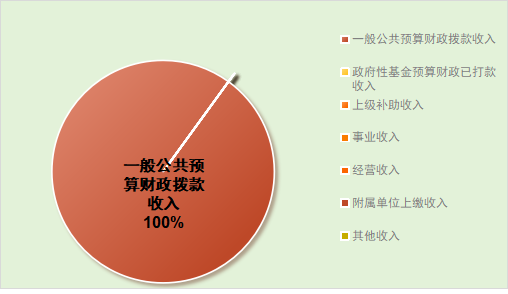 一般公共预
算财政拨款
收入
100%
一般公共预算财政拨款收入
政府性基金预算财政已打款
收入
上级补助收入
事业收入
经营收入
附属单位上缴收入
其他收入